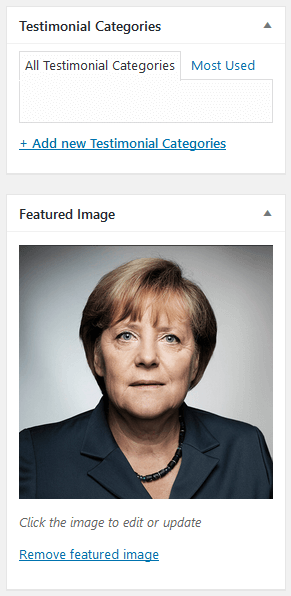 Testimonial Categories
All Testimonial Categories
Most Used
+ Add new Testimonial Categories
Featured Image
Click the image to edit or update
Remove featured image